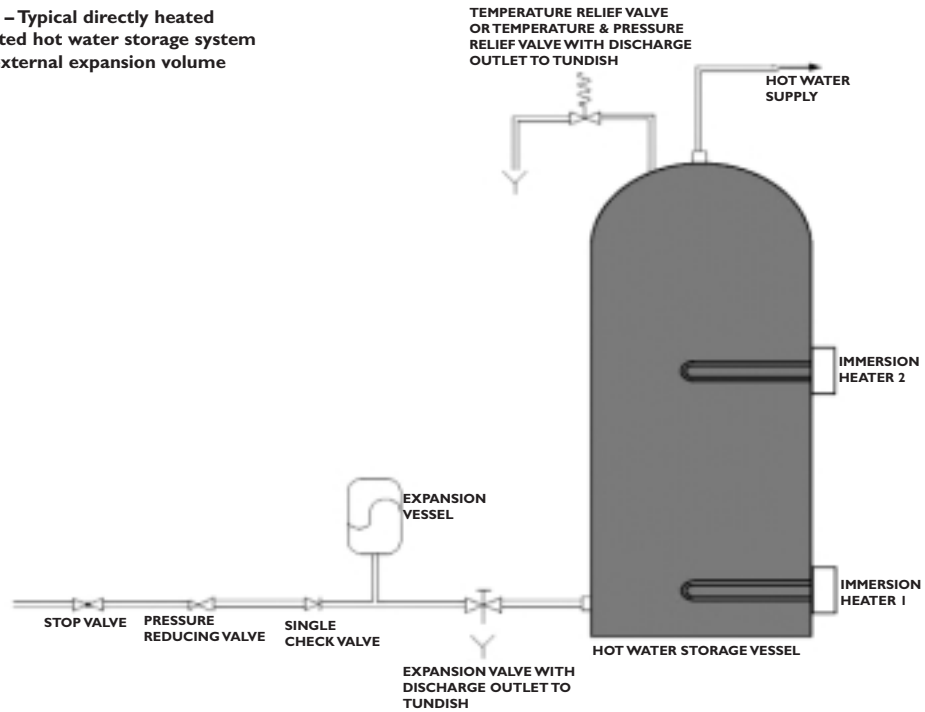 – Typical directly heated
ted hot water storage system
external expansion volume
TEMPERATURE RELIEF VALVE
OR TEMPERATURE & PRESSURE
RELIEF VALVE WITH DISCHARGE
OUTLET TO TUNDISH
HOT WATER
SUPPLY
IMMERSION
HEATER 2
EXPANSION
VESSEL
IMMERSION
HEATER 1
STOP VALVE
PRESSURE
REDUCING VALVE
SINGLE
CHECK VALVE
HOT WATER STORAGE VESSEL
EXPANSION VALVE WITH
DISCHARGE OUTLET TO
TUNDISH